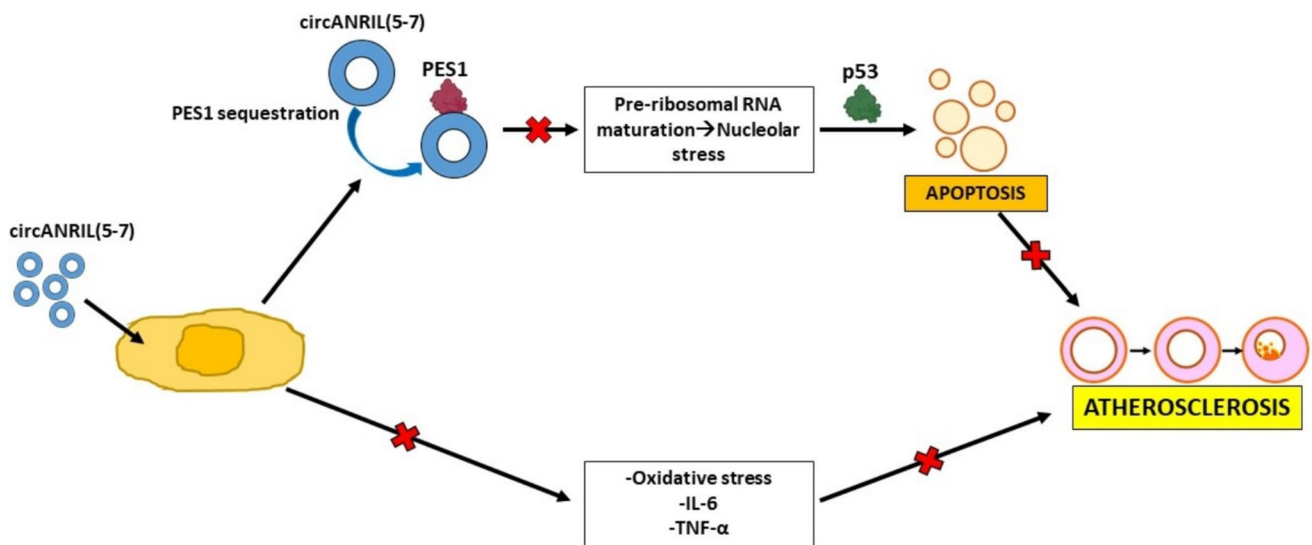 circANRIL(5-7)
PES1
PES1 sequestration
p53
Pre-ribosomal RNA
maturation→Nucleolar
stress
APOPTOSIS
circANRIL(5-7)
ATHEROSCLEROSIS
-Oxidative stress
-IL-6
-TNF-α